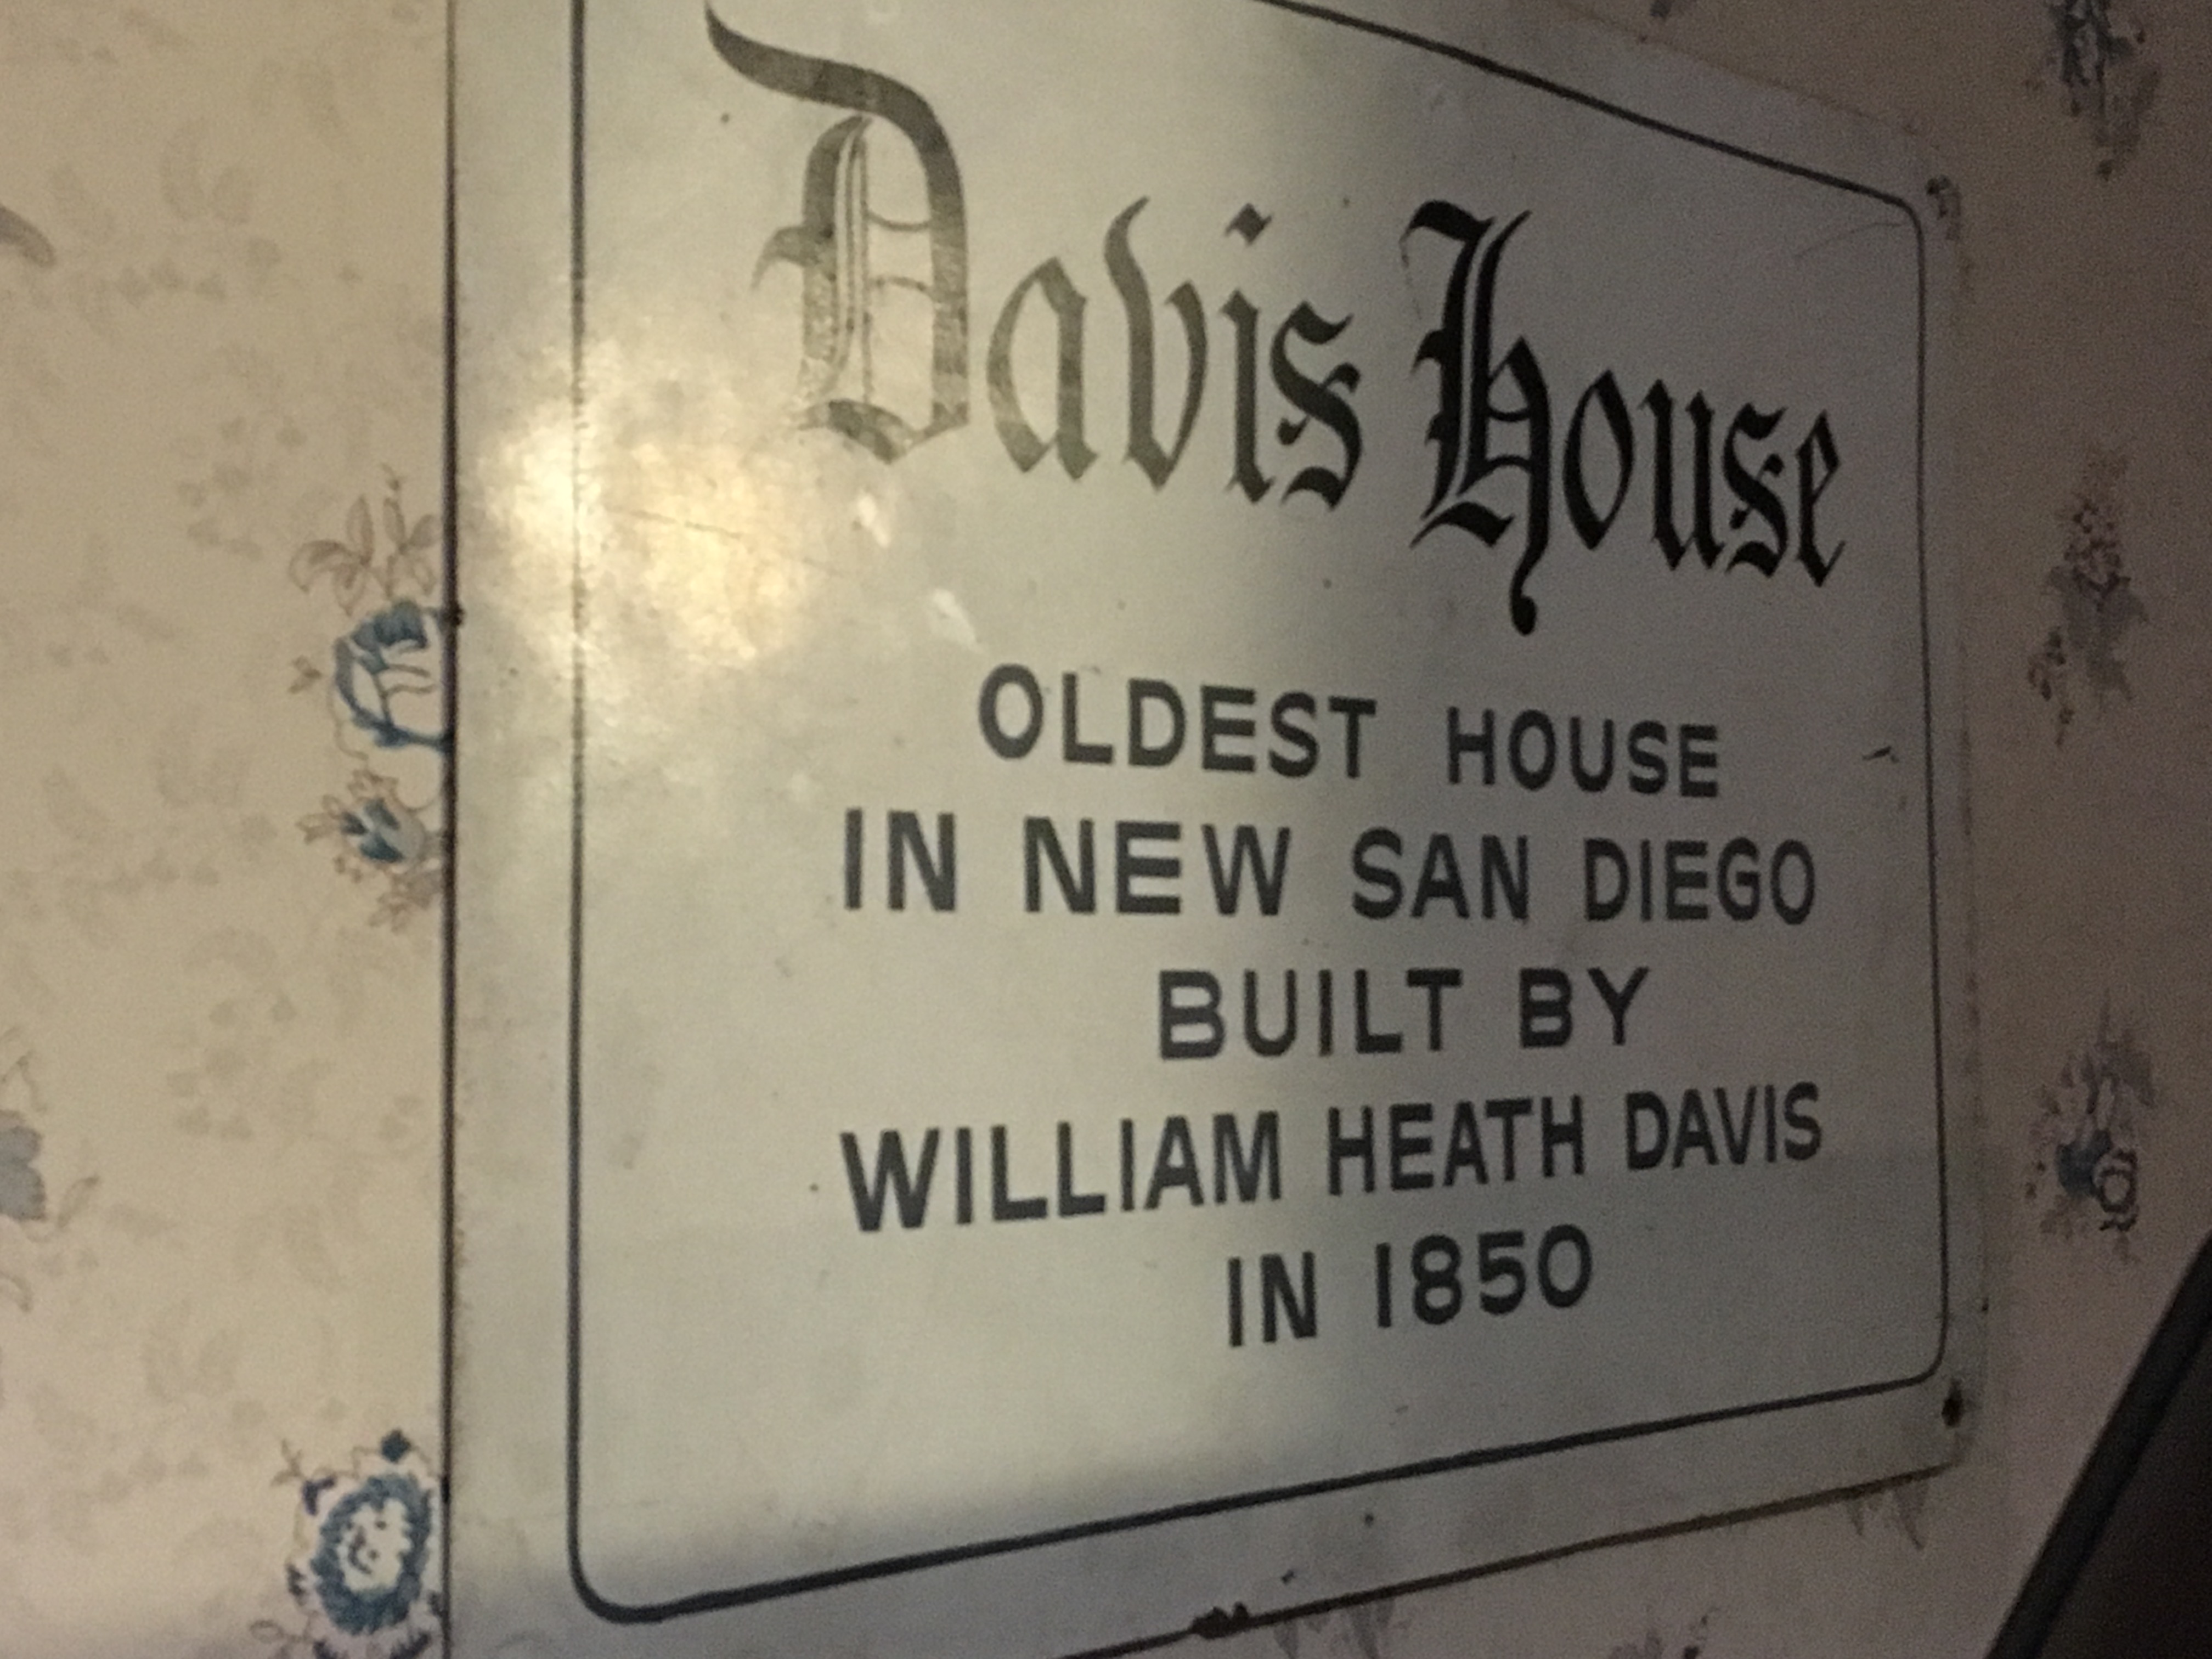 Davis House
OLDEST HOUSE
IN NEW SAN DIEGO
BUILT BY
WILLIAM HEATH DAVIS
IN 1850